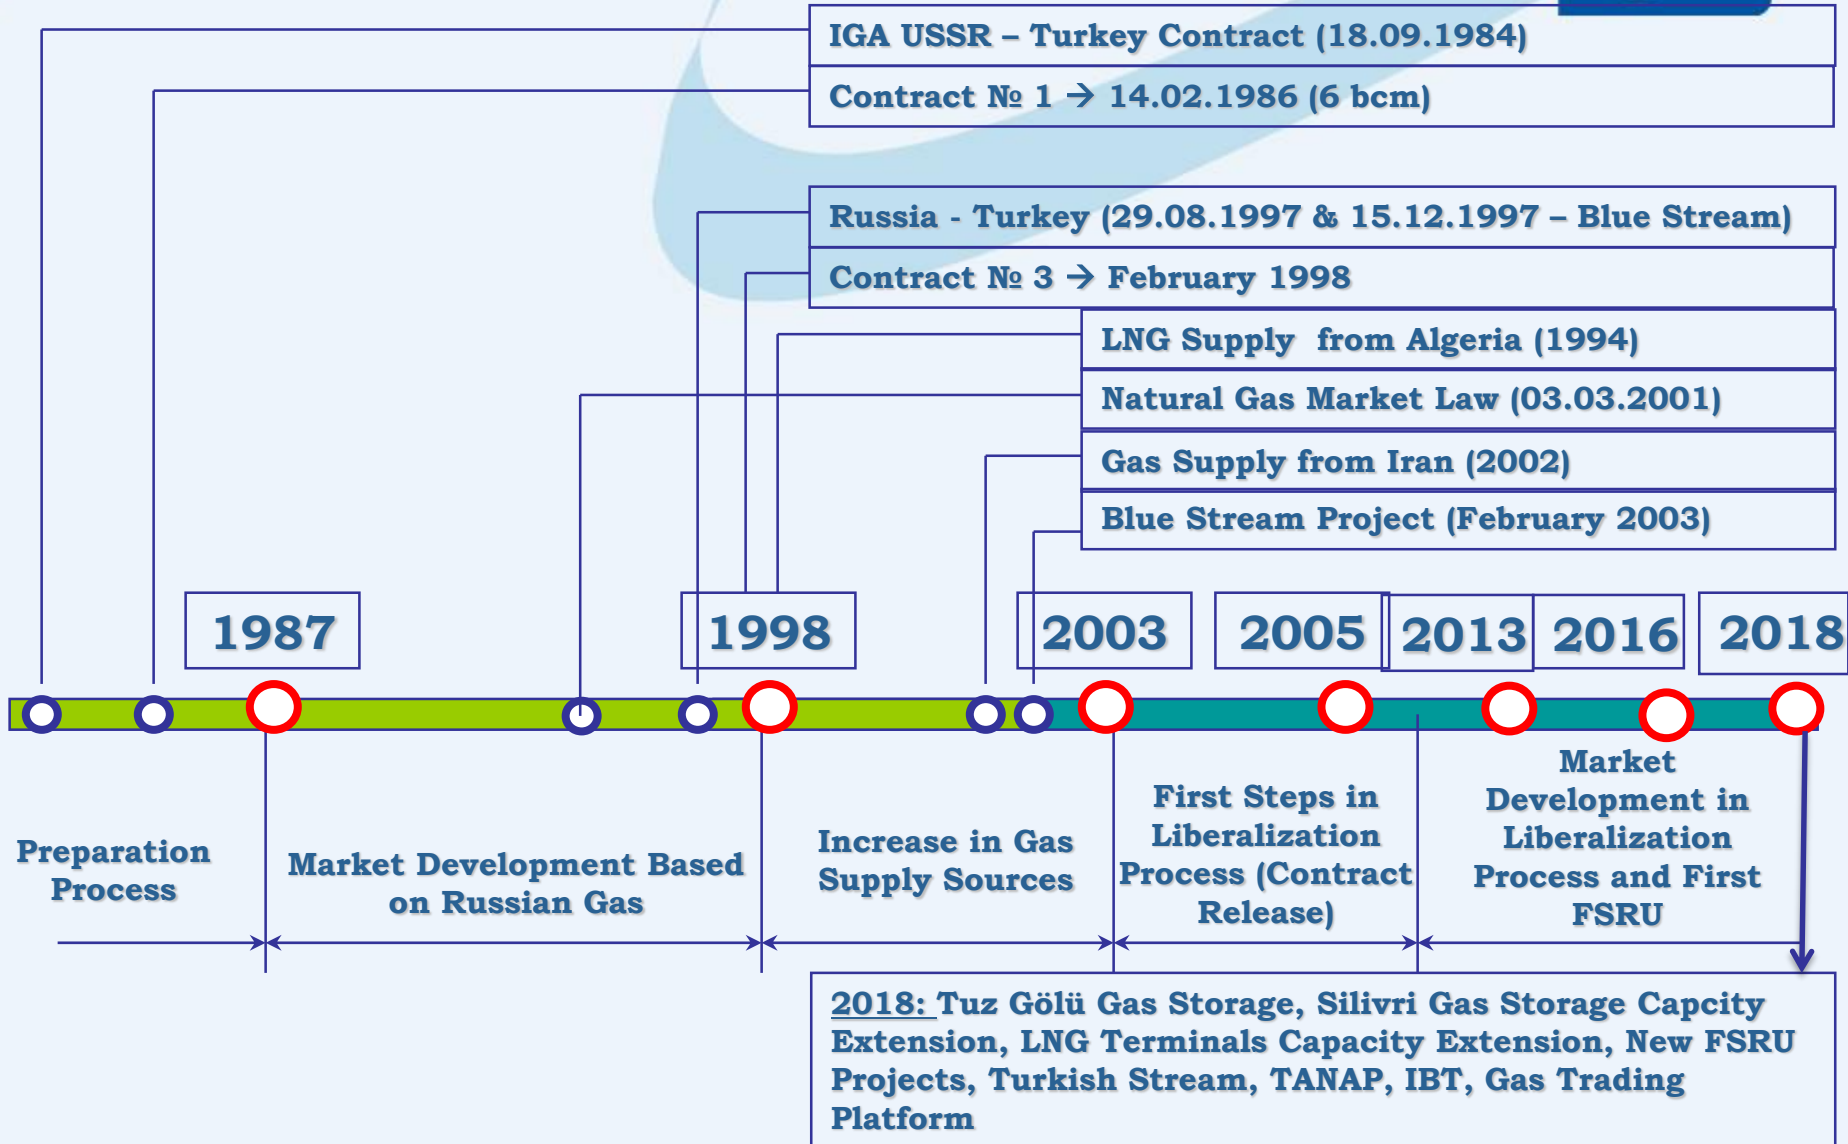 IGA USSR – Turkey Contract (18.09.1984)
Contract № 1 → 14.02.1986 (6 bcm)
Russia - Turkey (29.08.1997 & 15.12.1997 – Blue Stream)
Contract № 3 → February 1998
LNG Supply from Algeria (1994)
Natural Gas Market Law (03.03.2001)
Gas Supply from Iran (2002)
Blue Stream Project (February 2003)
1987
1998
2003
2005
2013
2016
2018
Preparation
Process
Market Development Based
on Russian Gas
Increase in Gas
Supply Sources
First Steps in
Liberalization
Process (Contract
Release)
Market
Development in
Liberalization
Process and First
FSRU
2018: Tuz Gölü Gas Storage, Silivri Gas Storage Capcity
Extension, LNG Terminals Capacity Extension, New FSRU
Projects, Turkish Stream, TANAP, IBT, Gas Trading
Platform